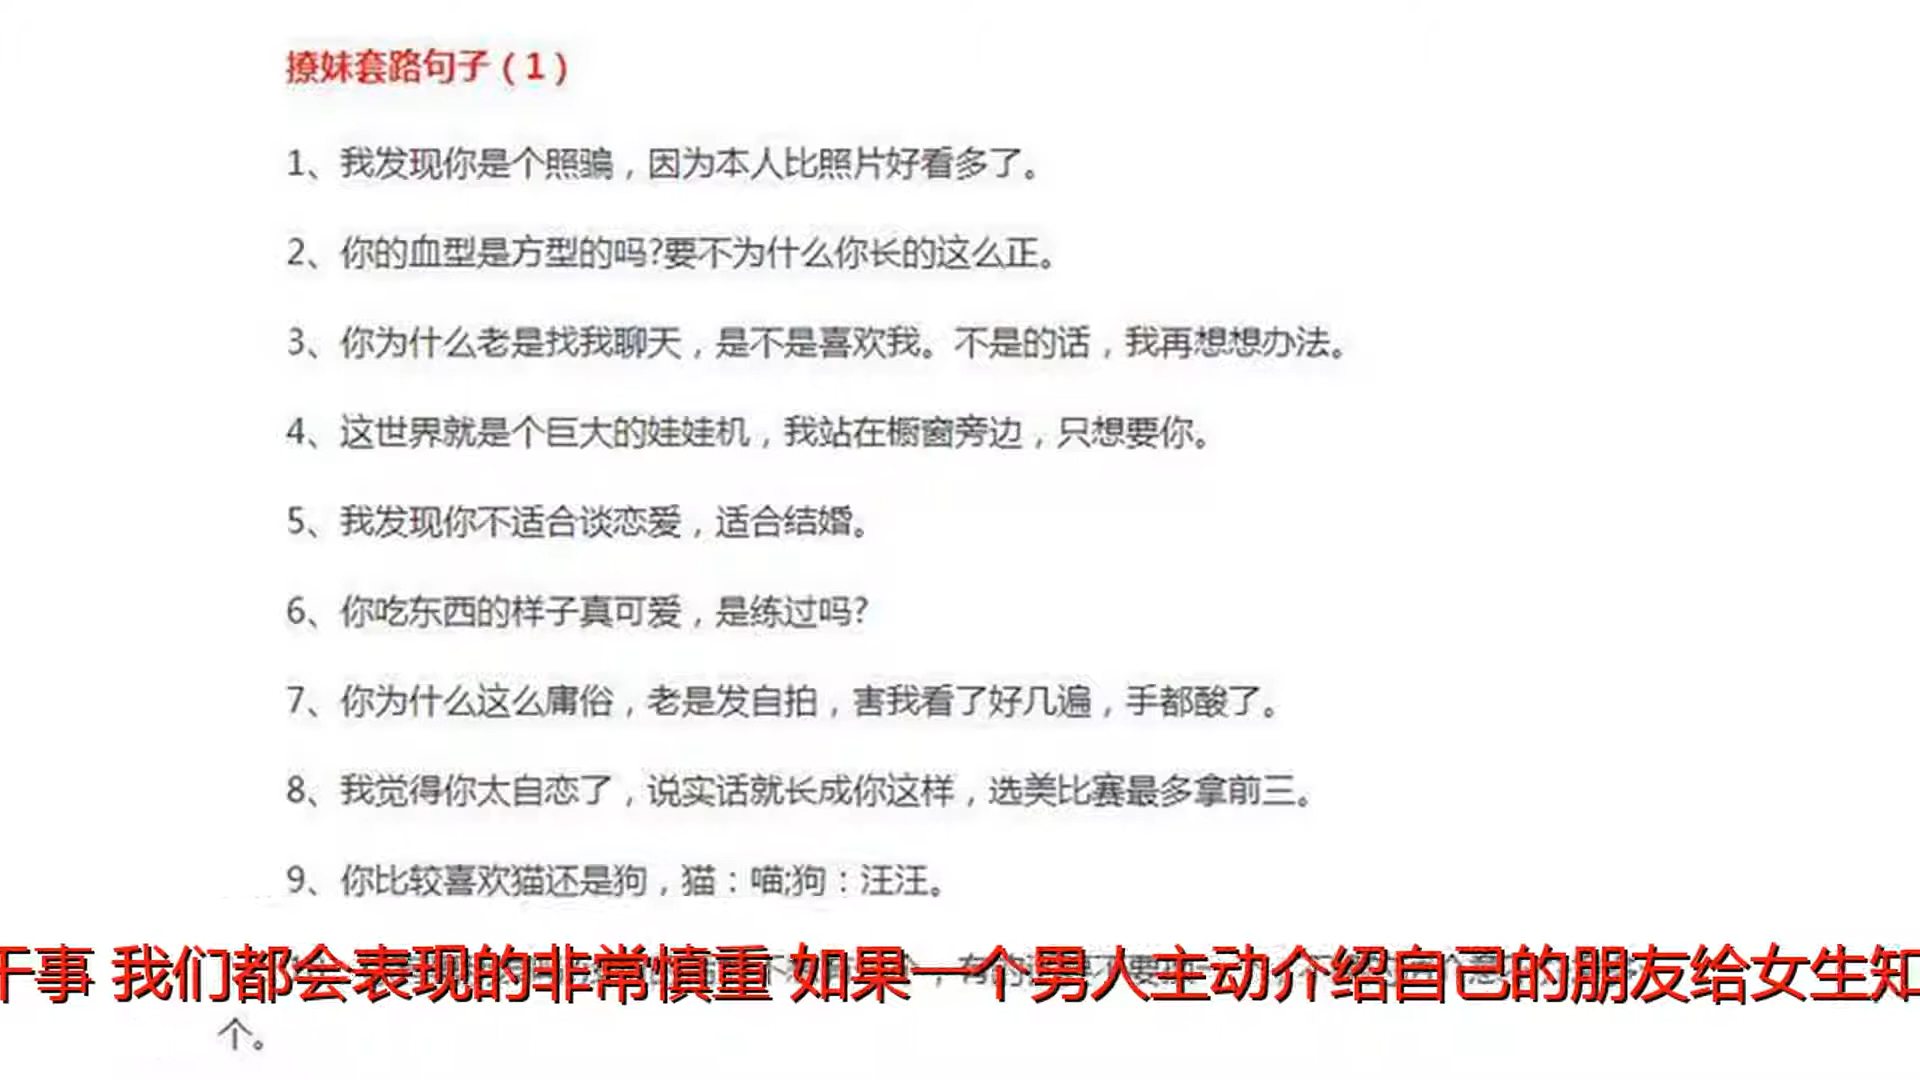 撩妹套路句子（1）
1、我发现你是个照骗，因为本人比照片好看多了。
2、你的血型是方型的吗?要不为什么你长的这么正。
3、你为什么老是找我聊天，是不是喜欢我。不是的话，我再想想办法。
4、这世界就是个巨大的娃娃机，我站在橱窗旁边，只想要你。
5、我发现你不适合谈恋爱，适合结婚。
6、你吃东西的样子真可爱，是练过吗?
7、你为什么这么庸俗，老是发自拍，害我看了好几遍，手都酸了。
8、我觉得你太自恋了，说实话就长成你这样，选美比赛最多拿前三。
9、你比较喜欢猫还是狗，猫：喵;狗：汪汪。
干事 我们都会表现的非常慎重 如果一个男人主动介绍自己的朋友给女生知
个。